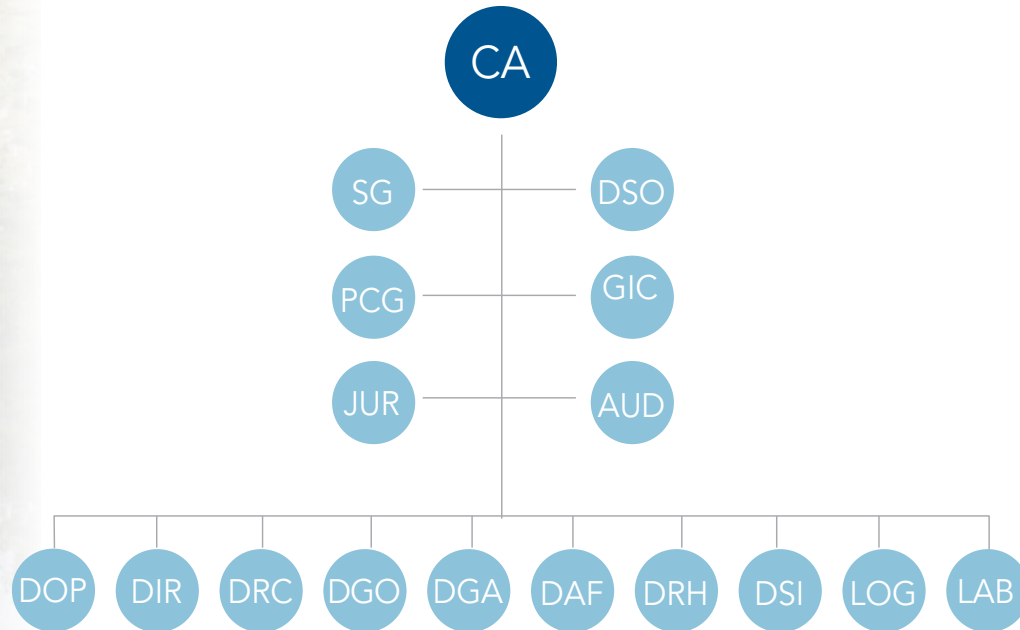 CA
SG
DSO
PCG
GIC
JUR
AUD
DOP
DIR
DRC
DGO
DGA
DAF
DRH
DSI
LOG
LAB